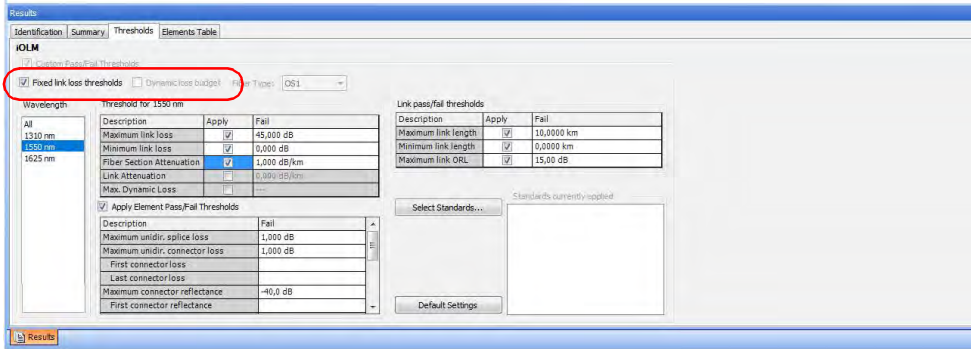 Results
Identification Summary Thresholds Elements Table
iOLM
Custom Pass/Fail Thresholds
Fixed link loss thresholds Dynamic loss budget Fiber Type: OS1
Wavelength
All
1310 nm
1550 nm
1625 nm
Threshold for 1550 nm
Description Apply Fail
Maximum link loss 45,000 dB
Minimum link loss 0,000 dB
Fiber Section Attenuation 1,000 dB/km
Link Attenuation 0,000 dB/km
Max. Dynamic Loss ---
Apply Element Pass/Fail Thresholds
Description Fail
Maximum unidir. splice loss 1,000 dB
Maximum unidir. connector loss 1,000 dB
First connector loss
Last connector loss
Maximum connector reflectance -40,0 dB
First connector reflectance
Link pass/fail thresholds
Description Apply Fail
Maximum link length 10,0000 km
Minimum link length 0,0000 km
Maximum link ORL 15,00 dB
Select Standards...
Standards currently applied
Default Settings
Results